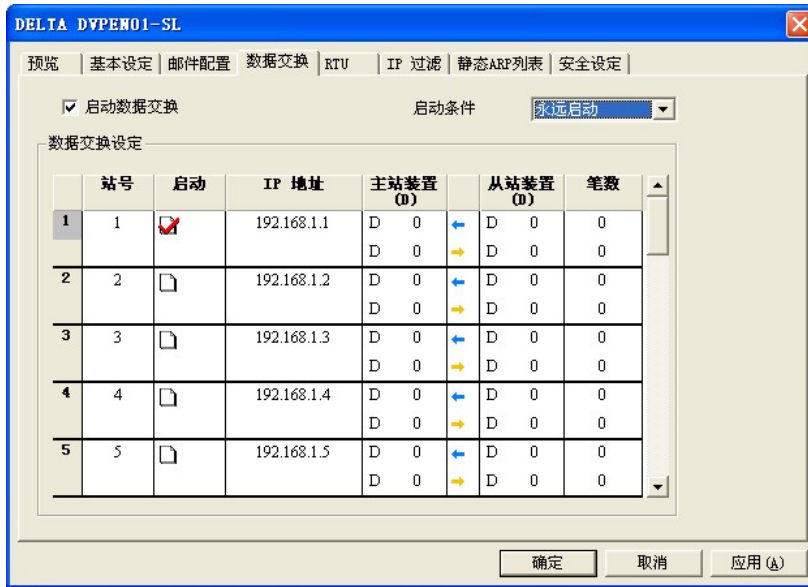 DELTA DVPEN01-SL
预览 基本设定 邮件配置 数据交换 RTU IP 过滤 静态ARP列表 安全设定
启动数据交换 启动条件 永远启动
数据交换设定
站号 启动 IP 地址 主站装置 (D) 从站装置 (D) 笔数
1 1 192.168.1.1 D 0 D 0 0
D 0 D 0 0
2 2 192.168.1.2 D 0 D 0 0
D 0 D 0 0
3 3 192.168.1.3 D 0 D 0 0
D 0 D 0 0
4 4 192.168.1.4 D 0 D 0 0
D 0 D 0 0
5 5 192.168.1.5 D 0 D 0 0
D 0 D 0 0
确定 取消 应用(A)